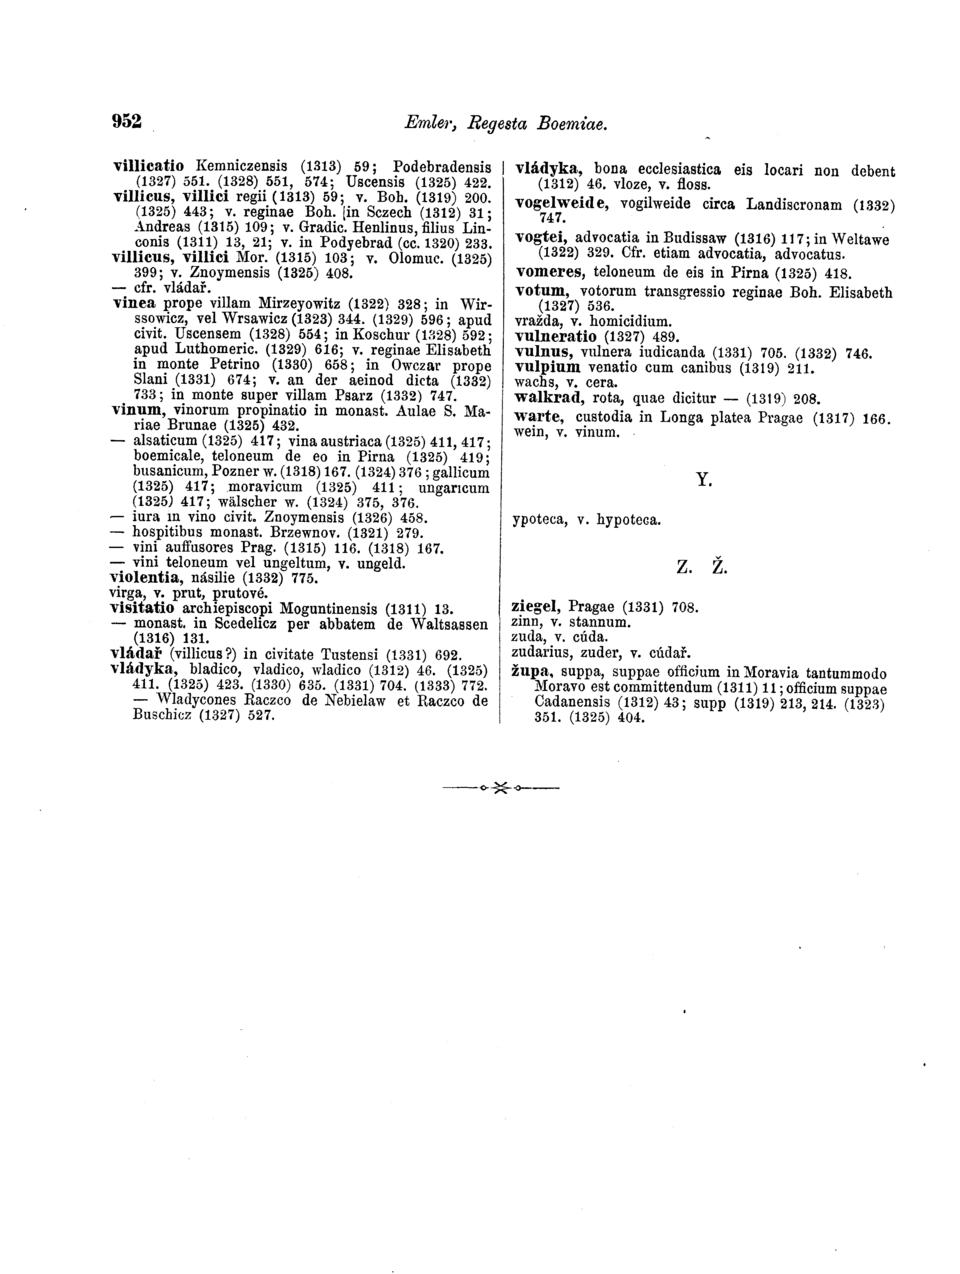 952
Emler, Regesta Boemiae.
villicatio Kemniczensis (1313) 59; Podebradensis
(1327) 551. (1328) 551, 574; Uscensis (1325) 422.
villicus, villici regii (1313) 59; v. Boh. (1319) 200.
(1325) 443; v. reginae Boh. in Sczech (1312) 31;
Andreas (1315) 109; v. Gradic. Henlinus, filius Lin-
conis (1311) 13, 21; v. in Podyebrad (cc. 1320) 233.
villicus, villici Mor. (1315) 103; v. Olomuc. (1325)
399; v. Znoymensis (1325) 408.
— cfr. vládař.
vinea prope villam Mirzeyowitz (1322) 328; in Wir-
ssowicz, vel Wrsawicz (1323) 344. (1329) 596; apud
civit. Uscensem (1328) 554; in Koschur (1328) 592;
apud Luthomeric. (1329) 616; v. reginae Elisabeth
in monte Petrino (1330) 658; in Owczar prope
Slani (1331) 674; v. an der aeinod dicta (1332)
733; in monte super villam Psarz (1332) 747.
vinum, vinorum propinatio in monast. Aulae S. Ma-
riae Brunae (1325) 432.
— alsaticum (1325) 417; vina austriaca (1325) 411, 417;
boemicale, teloneum de eo in Pirna (1325) 419;
busanicum, Pozner w. (1318) 167. (1324) 376; gallicum
(1325) 417; moravicum (1325) 411; ungaricum
(1325) 417; wälscher w. (1324) 375, 376.
— iura in vino civit. Znoymensis (1326) 458.
— hospitibus monast. Brzewnov. (1321) 279.
— vini auffusores Prag. (1315) 116. (1318) 167.
— vini teloneum vel ungeltum, v. ungeld.
violentia, násilie (1332) 775.
virga, v. prut, prutové.
visitatio archiepiscopi Moguntinensis (1311) 13.
— monast. in Scedelicz per abbatem de Waltsassen
(1316) 131.
vládař (villicus?) in civitate Tustensi (1331) 692.
vládyka, bladico, vladico, wladico (1312) 46. (1325)
411. (1325) 423. (1330) 635. (1331) 704. (1333) 772.
— Wladycones Raczco de Nebielaw et Raczco de
Buschicz (1327) 527.
vládyka, bona ecclesiastica eis locari non debent
(1312) 46. vloze, v. floss.
vogelweide, vogilweide circa Landiscronam (1332)
747.
vogtei, advocatia in Budissaw (1316) 117; in Weltawe
(1322) 329. Cfr. etiam advocatia, advocatus.
vomeres, teloneum de eis in Pirna (1325) 418.
votum, votorum transgressio reginae Boh. Elisabeth
(1327) 536.
vražda, v. homicidium.
vulneratio (1327) 489.
vulnus, vulnera iudicanda (1331) 705. (1332) 746.
vulpium venatio cum canibus (1319) 211.
wachs, v. cera.
walkrad, rota, quae dicitur — (1319) 208.
warte, custodia in Longa platea Pragae (1317) 166.
wein, v. vinum.
Y.
ypoteca, v. hypoteca.
Z. Ž.
ziegel, Pragae (1331) 708.
zinn, v. stannum.
zuda, v. cúda.
zudarius, zuder, v. cúdař.
župa, suppa, suppae officium in Moravia tantummodo
Moravo est committendum (1311) 11; officium suppae
Cadanensis (1312) 43; supp (1319) 213, 214. (1323)
351. (1325) 404.